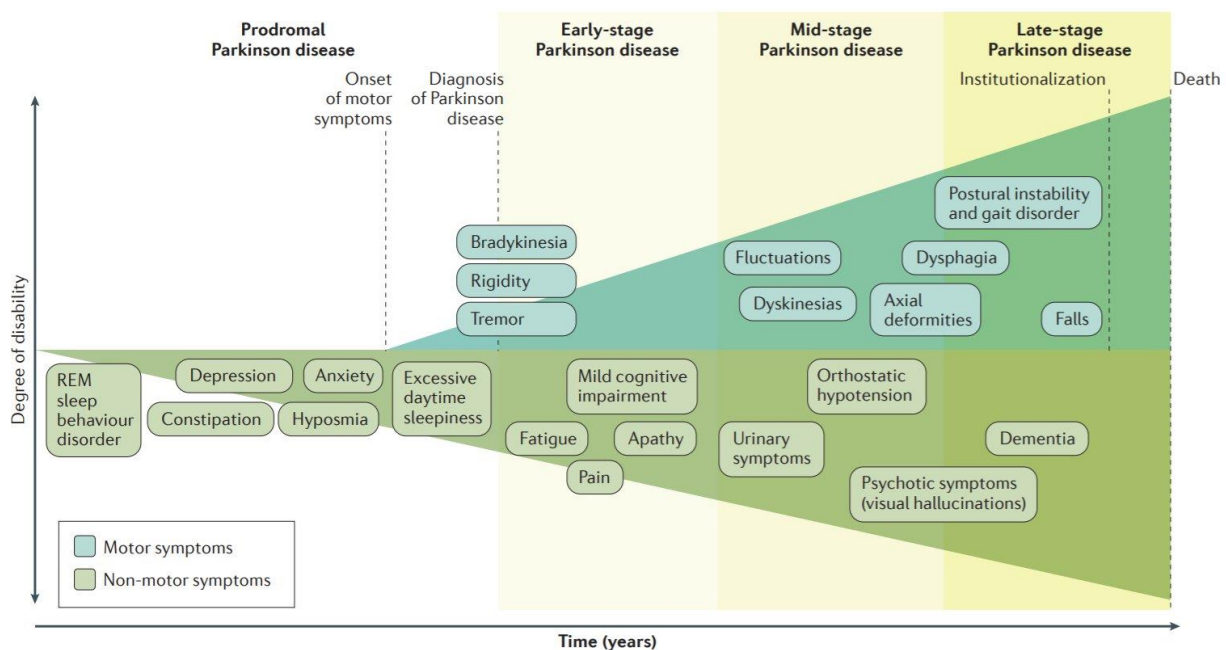 Prodromal
Parkinson disease
Early-stage
Parkinson disease
Mid-stage
Parkinson disease
Late-stage
Parkinson disease
Onset
of motor
symptoms
Diagnosis
of Parkinson
disease
Institutionalization
Death
Degree of disability
Postural instability
and gait disorder
Bradykinesia
Rigidity
Tremor
Fluctuations
Dysphagia
Dyskinesias
Axial
deformities
Falls
REM
sleep
behaviour
disorder
Depression
Anxiety
Constipation
Hyposmia
Excessive
daytime
sleepiness
Mild cognitive
impairment
Fatigue
Apathy
Pain
Orthostatic
hypotension
Urinary
symptoms
Dementia
Psychotic symptoms
(visual hallucinations)
Motor symptoms
Non-motor symptoms
Time (years)